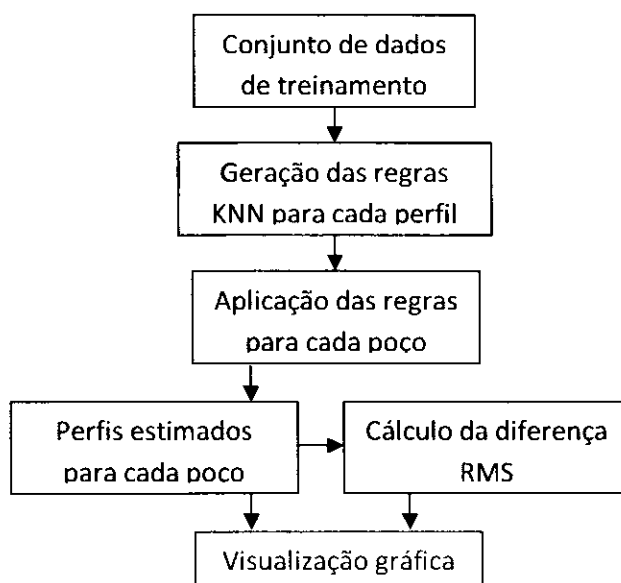 Conjunto de dados
de treinamento
Geração das regras
KNN para cada perfil
Aplicação das regras
para cada poço
Perfis estimados
para cada poço
Cálculo da diferença
RMS
Visualização gráfica